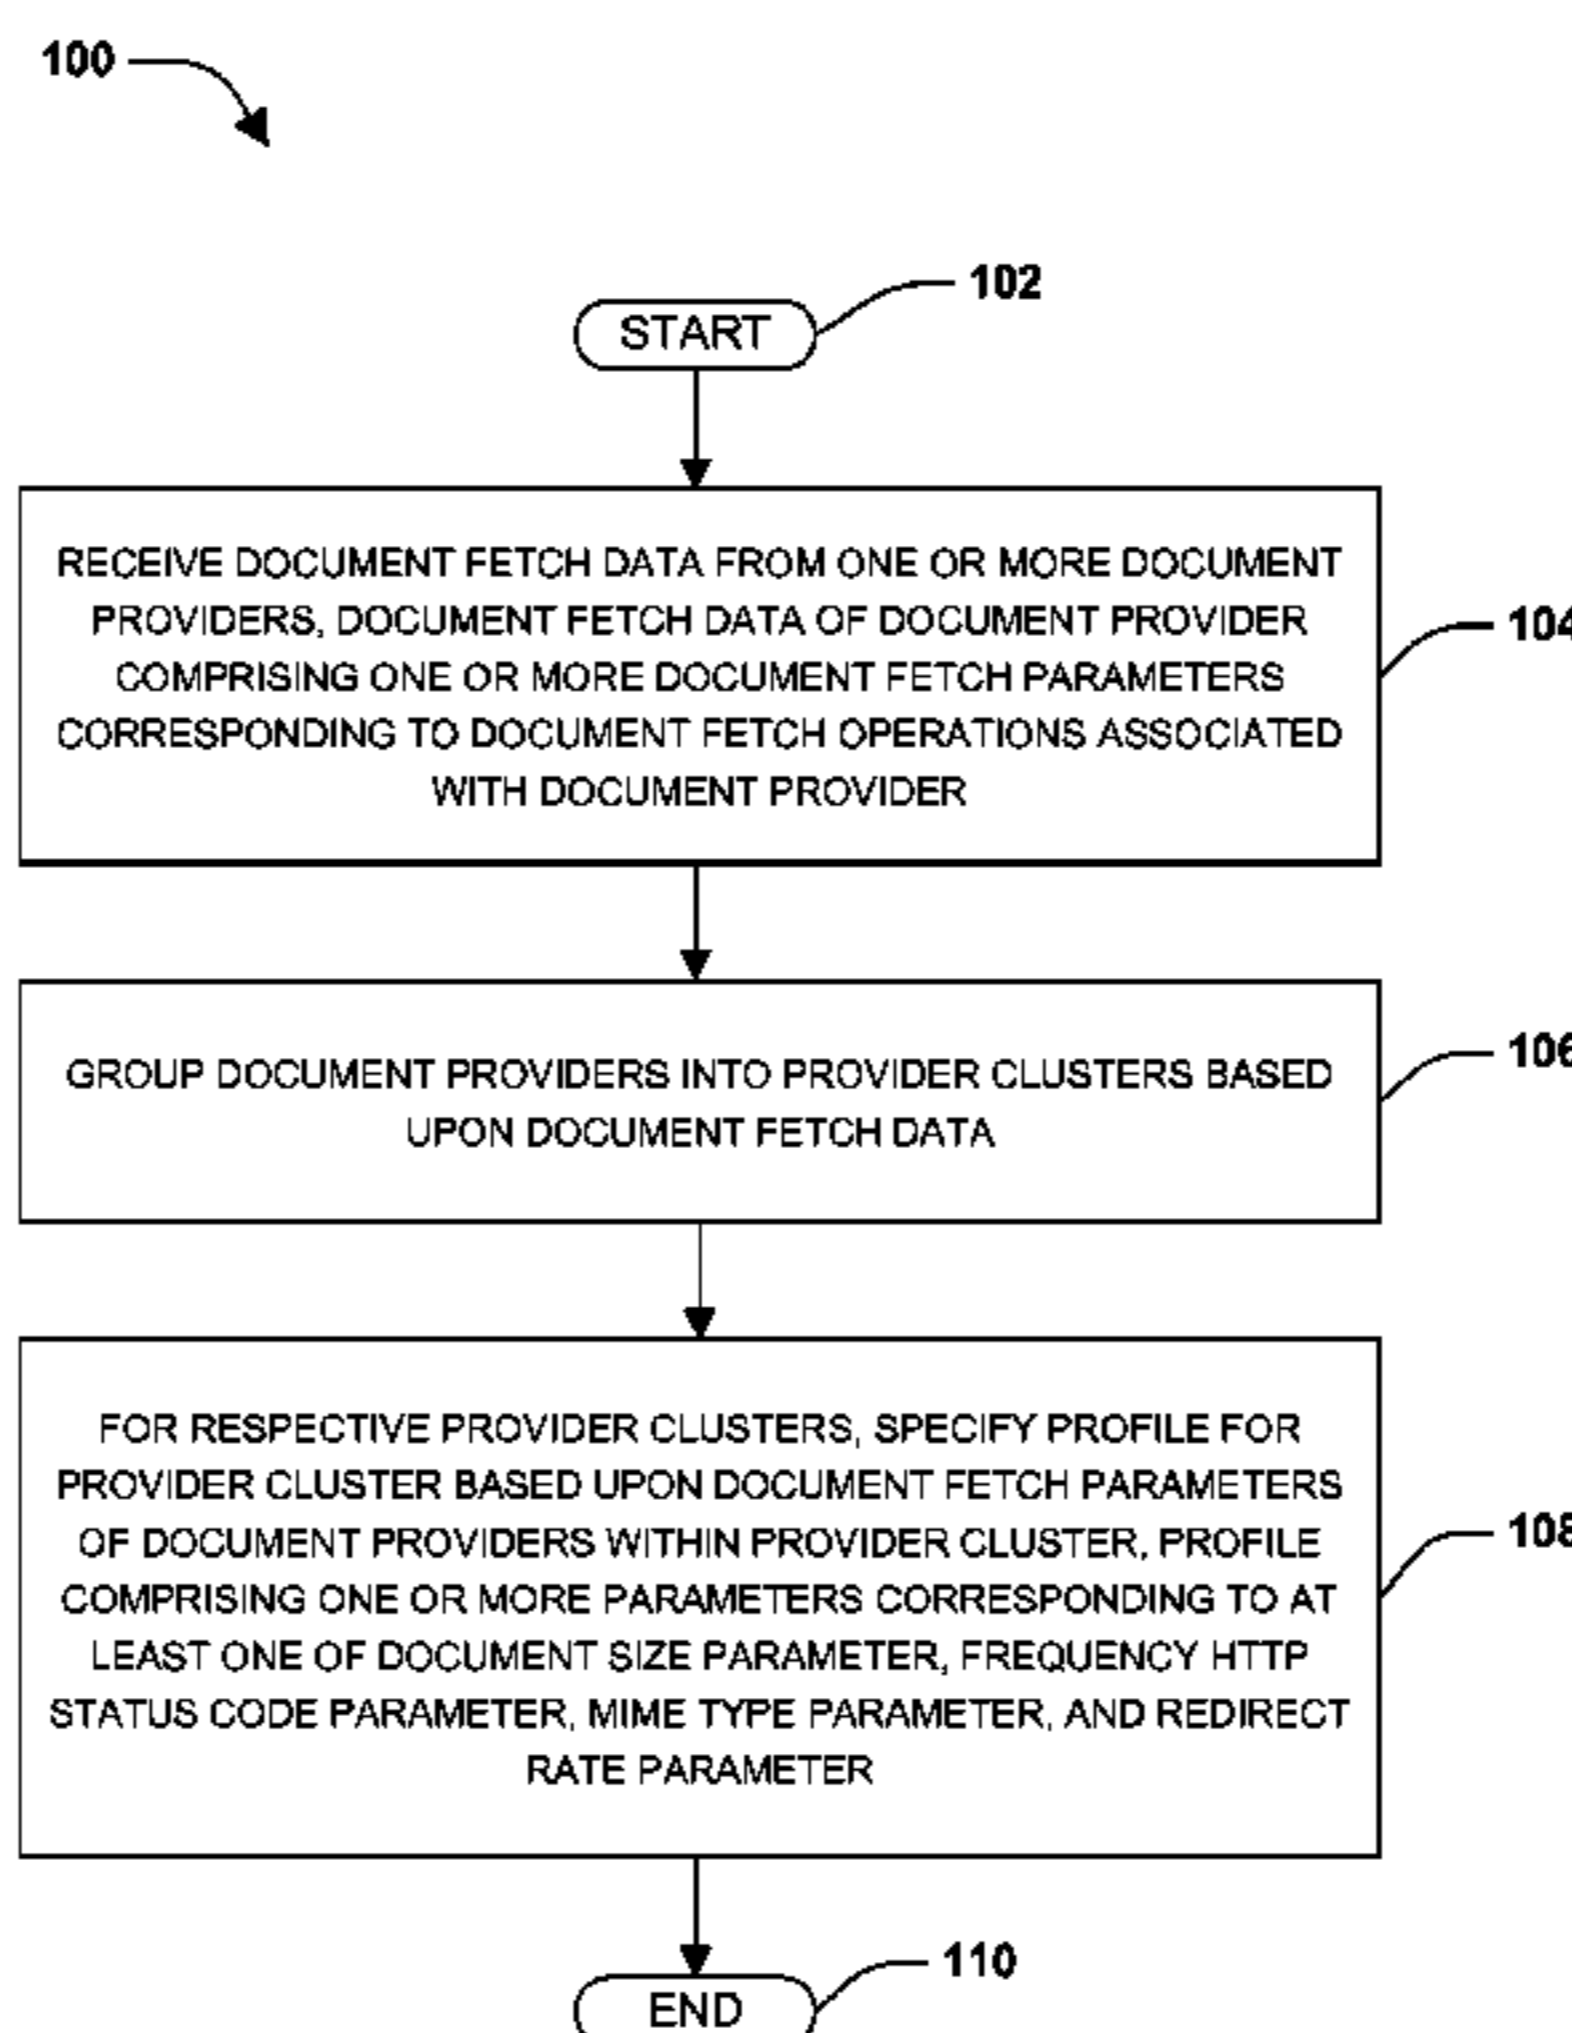 100
102
START
RECEIVE DOCUMENT FETCH DATA FROM ONE OR MORE DOCUMENT
PROVIDERS, DOCUMENT FETCH DATA OF DOCUMENT PROVIDER
COMPRISING ONE OR MORE DOCUMENT FETCH PARAMETERS
CORRESPONDING TO DOCUMENT FETCH OPERATIONS ASSOCIATED
WITH DOCUMENT PROVIDER
104
GROUP DOCUMENT PROVIDERS INTO PROVIDER CLUSTERS BASED
UPON DOCUMENT FETCH DATA
106
FOR RESPECTIVE PROVIDER CLUSTERS, SPECIFY PROFILE FOR
PROVIDER CLUSTER BASED UPON DOCUMENT FETCH PARAMETERS
OF DOCUMENT PROVIDERS WITHIN PROVIDER CLUSTER, PROFILE
COMPRISING ONE OR MORE PARAMETERS CORRESPONDING TO AT
LEAST ONE OF DOCUMENT SIZE PARAMETER, FREQUENCY HTTP
STATUS CODE PARAMETER, MIME TYPE PARAMETER, AND REDIRECT
RATE PARAMETER
108
110
END